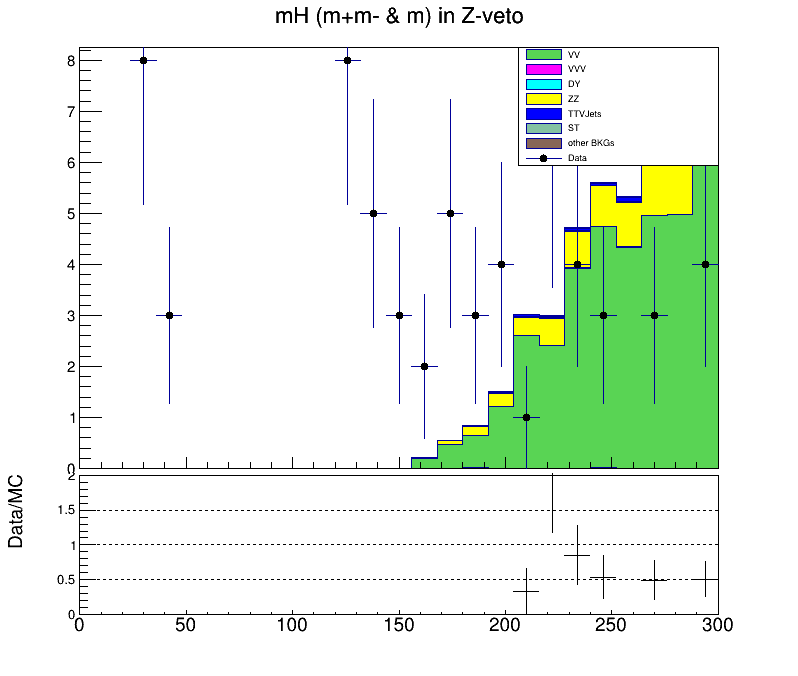 mH (m+m- & m) in Z-veto
8
7
6
5
4
3
2
1
0
VV
VVV
DY
ZZ
TTVJets
ST
other BKGs
Data
Data/MC
2
1.5
1
0.5
0
0 50 100 150 200 250 300